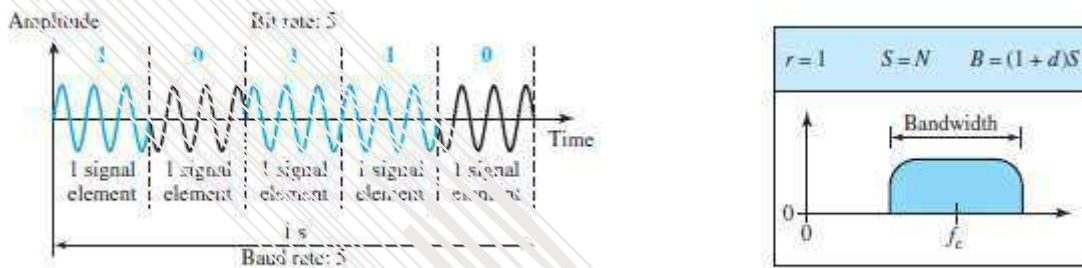 Amplitude Bit rate: 5
1 0 1 1 0
Time
1 signal element 1 signal element 1 signal element 1 signal element 1 signal element
1 s
Baud rate: 5
r = 1 S = N B = (1 + d)S
Bandwidth
0
0 fc